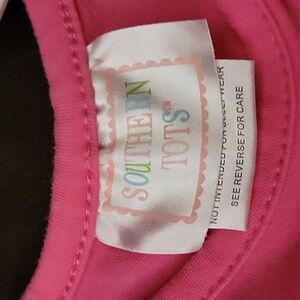 SOUTHERN
TOTS™
NOT INTENDED FOR SLEEPWEAR
SEE REVERSE FOR CARE